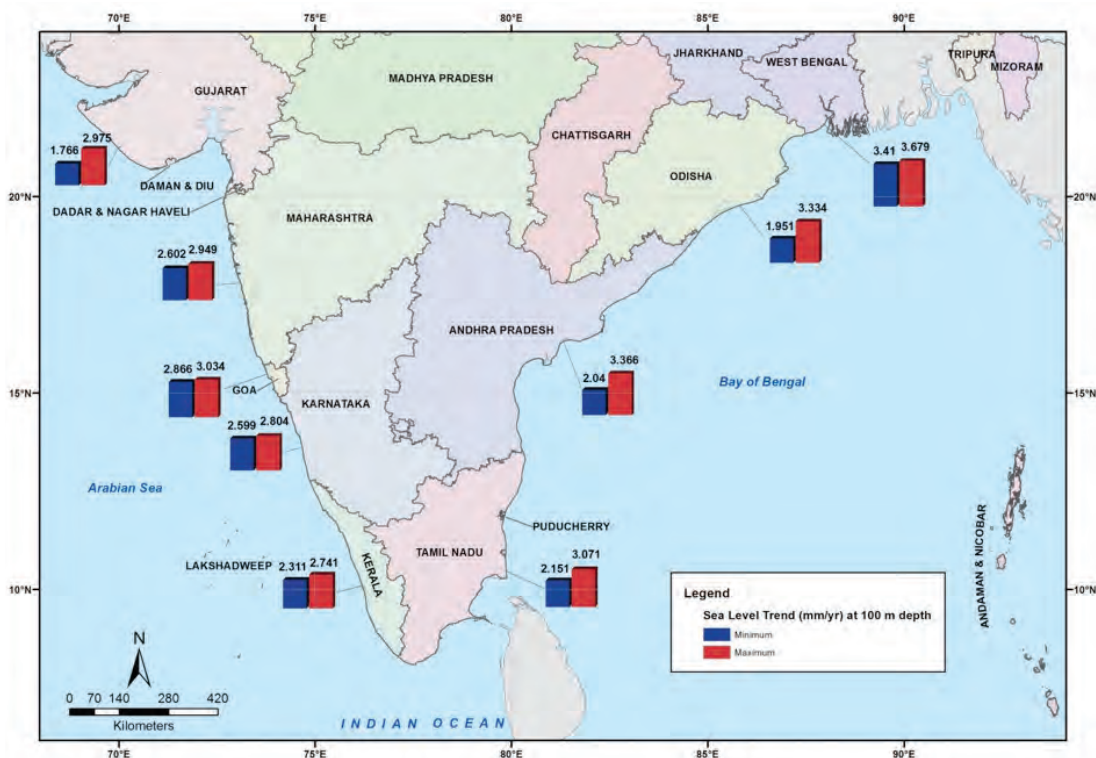 70°E 75°E 80°E 85°E 90°E
JHARKHAND
TRIPURA
WEST BENGAL
MIZORAM
MADHYA PRADESH
GUJARAT
CHATTISGARH
1.766 2.975
3.41 3.679
ODISHA
DAMAN & DIU
20°N 20°N
DADAR & NAGAR HAVELI
MAHARASHTRA
1.951 3.334
2.602 2.949
ANDHRA PRADESH
2.866 3.034
2.04 3.366
Bay of Bengal
GOA
15°N 15°N
KARNATAKA
2.599 2.804
Arabian Sea
PUDUCHERRY
ANDAMAN & NICOBAR
TAMIL NADU
LAKSHADWEEP
KERALA
2.311 2.741
2.151 3.071
10°N 10°N
Legend
Sea Level Trend (mm/yr) at 100 m depth
Minimum
Maximum
N
0 70 140 280 420
Kilometers
INDIAN OCEAN
70°E 75°E 80°E 85°E 90°E